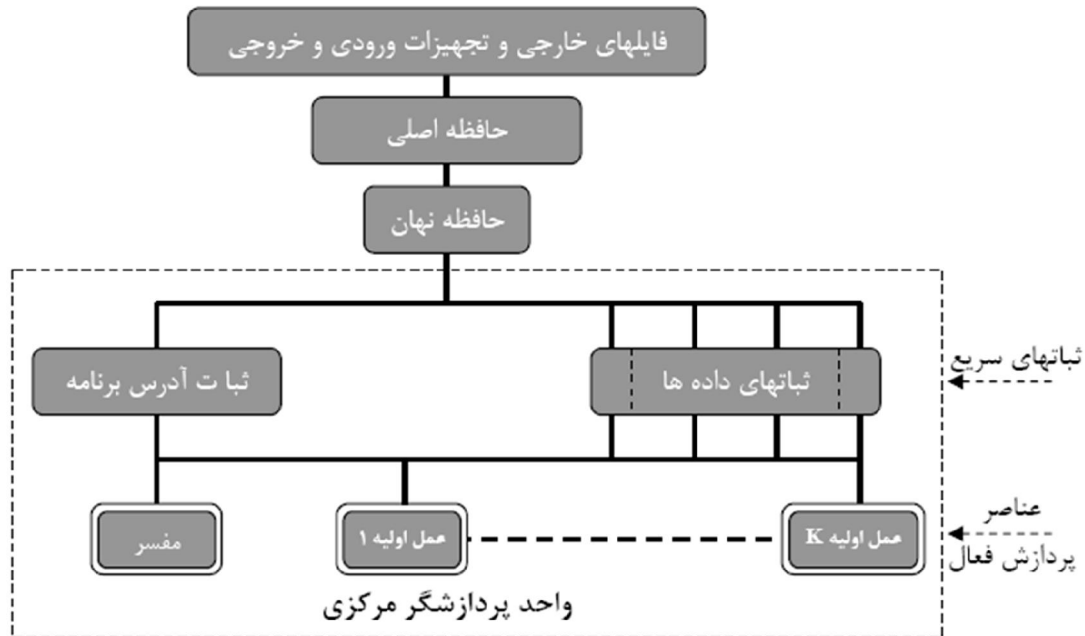 فایلهای خارجی و تجهیزات ورودی و خروجی
حافظه اصلی
حافظه نهان
ثبا ت آدرس برنامه
ثباتهای داده ها
ثباتهای سریع
مفسر
عمل اولیه ۱
عمل اولیه K
عناصر
پردازش فعال
واحد پردازشگر مرکزی